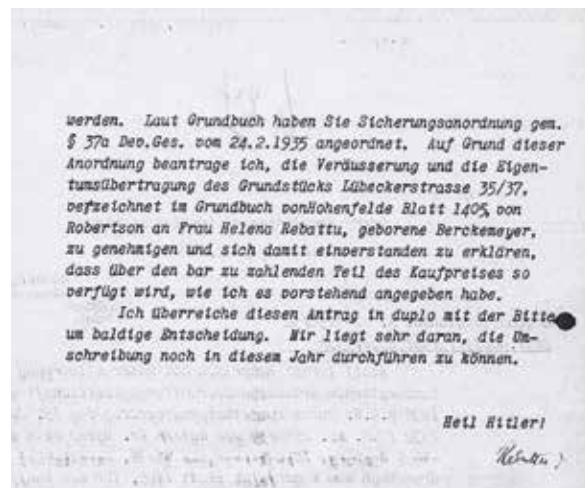 werden. Laut Grundbuch haben Sie Sicherungsanordnung gem.
§ 37a Dev.Ges. vom 24.2.1935 angeordnet. Auf Grund dieser
Anordnung beantrage ich, die Veräusserung und die Eigen-
tumsübertragung des Grundstücks Lübeckerstrasse 35/37,
verzeichnet im Grundbuch vonHohenfelde Blatt 1405, von
Robertson an Frau Helena Rebattu, geborene Berckemeyer,
zu genehmigen und sich damit einverstanden zu erklären,
dass über den bar zu zahlenden Teil des Kaufpreises so
verfügt wird, wie ich es vorstehend angegeben habe.
Ich überreiche diesen Antrag in duplo mit der Bitte
um baldige Entscheidung. Mir liegt sehr daran, die Um-
schreibung noch in diesem Jahr durchführen zu können.
Heil Hitler!